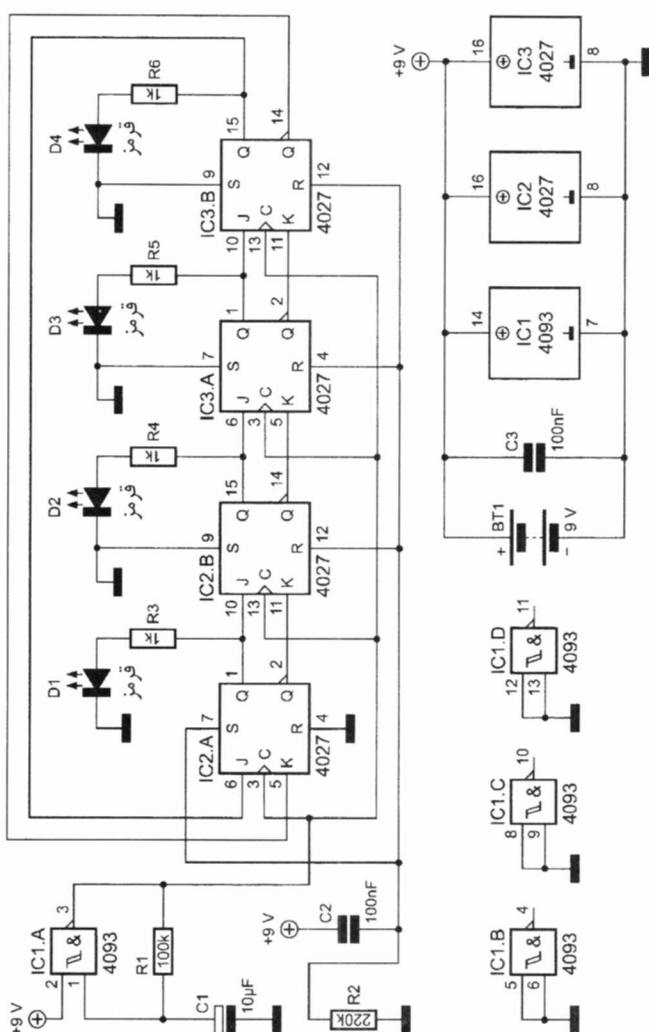 +9 V
IC1.A
2
1
&
3
4093
R1
100k
C1
10µF
+9 V
C2
100nF
R2
220k
D1
قرمز
R3
1k
IC2.A
6
J
3
C
5
K
7
S
R
4
1
Q
2
Q
4027
D2
قرمز
R4
1k
IC2.B
10
J
13
C
11
K
9
S
R
12
15
Q
14
Q
4027
D3
قرمز
R5
1k
IC3.A
6
J
3
C
5
K
7
S
R
4
1
Q
2
Q
4027
D4
قرمز
R6
1k
IC3.B
10
J
13
C
11
K
9
S
R
12
15
Q
14
Q
4027
IC1.B
5
6
&
4
4093
IC1.C
8
9
&
10
4093
IC1.D
12
13
&
11
4093
+
BT1
–
9 V
C3
100nF
14
IC1
4093
7
16
IC2
4027
8
+9 V
16
IC3
4027
8